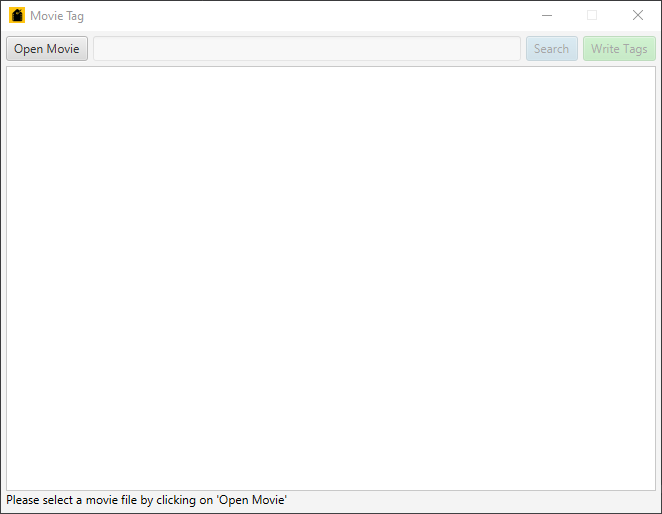 Movie Tag
Open Movie Search Write Tags
Please select a movie file by clicking on 'Open Movie'